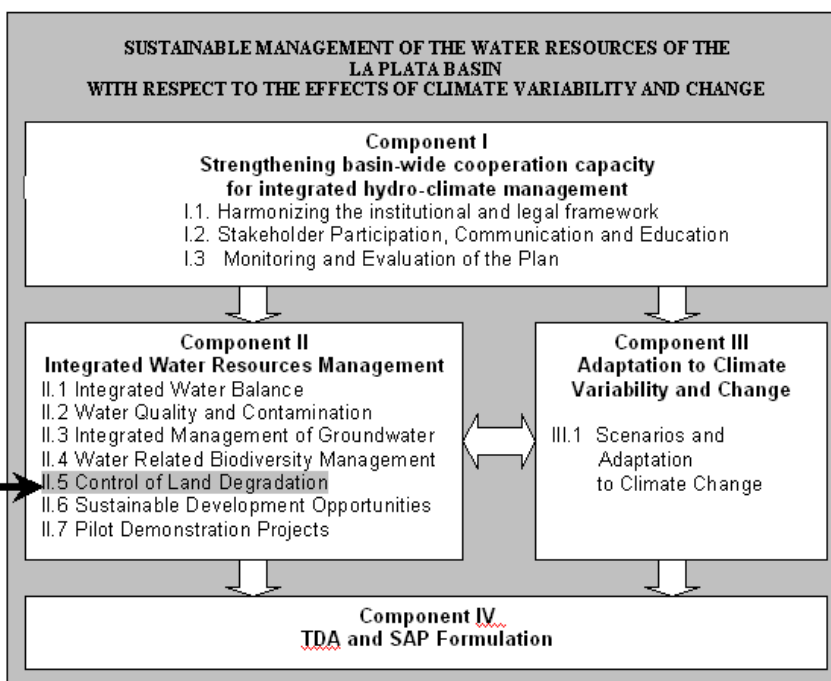 SUSTAINABLE MANAGEMENT OF THE WATER RESOURCES OF THE
LA PLATA BASIN
WITH RESPECT TO THE EFFECTS OF CLIMATE VARIABILITY AND CHANGE
Component I
Strengthening basin-wide cooperation capacity
for integrated hydro-climate management
I.1. Harmonizing the institutional and legal framework
I.2. Stakeholder Participation, Communication and Education
I.3 Monitoring and Evaluation of the Plan
Component II
Integrated Water Resources Management
II.1 Integrated Water Balance
II.2 Water Quality and Contamination
II.3 Integrated Management of Groundwater
II.4 Water Related Biodiversity Management
II.5 Control of Land Degradation
II.6 Sustainable Development Opportunities
II.7 Pilot Demonstration Projects
Component III
Adaptation to Climate
Variability and Change
III.1 Scenarios and
Adaptation
to Climate Change
Component IV
TDA and SAP Formulation